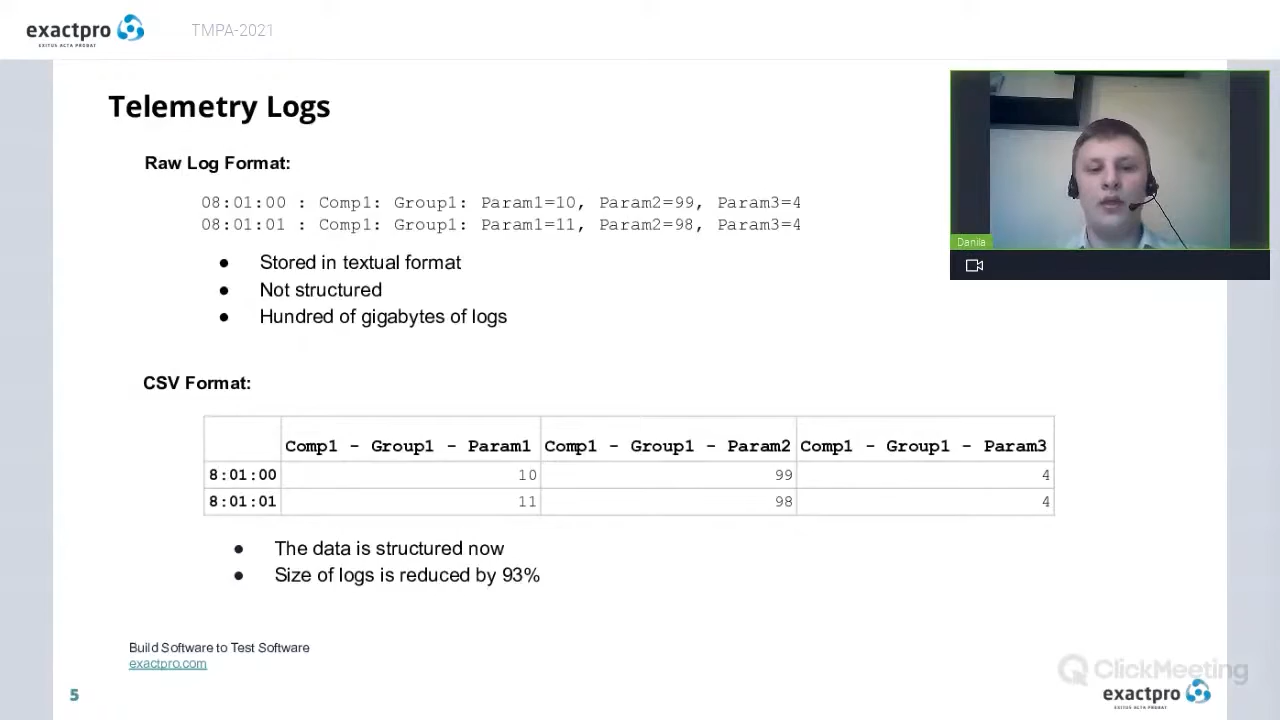 exactpro
EXITUS ACTA PROBAT
TMPA-2021
Telemetry Logs
Raw Log Format:
08:01:00 : Comp1: Group1: Param1=10, Param2=99, Param3=4
08:01:01 : Comp1: Group1: Param1=11, Param2=98, Param3=4
● Stored in textual format
● Not structured
● Hundred of gigabytes of logs
Danila
CSV Format:
Comp1 - Group1 - Param1 Comp1 - Group1 - Param2 Comp1 - Group1 - Param3
8:01:00 10 99 4
8:01:01 11 98 4
● The data is structured now
● Size of logs is reduced by 93%
Build Software to Test Software
exactpro.com
5
ClickMeeting
exactpro
EXITUS ACTA PROBAT